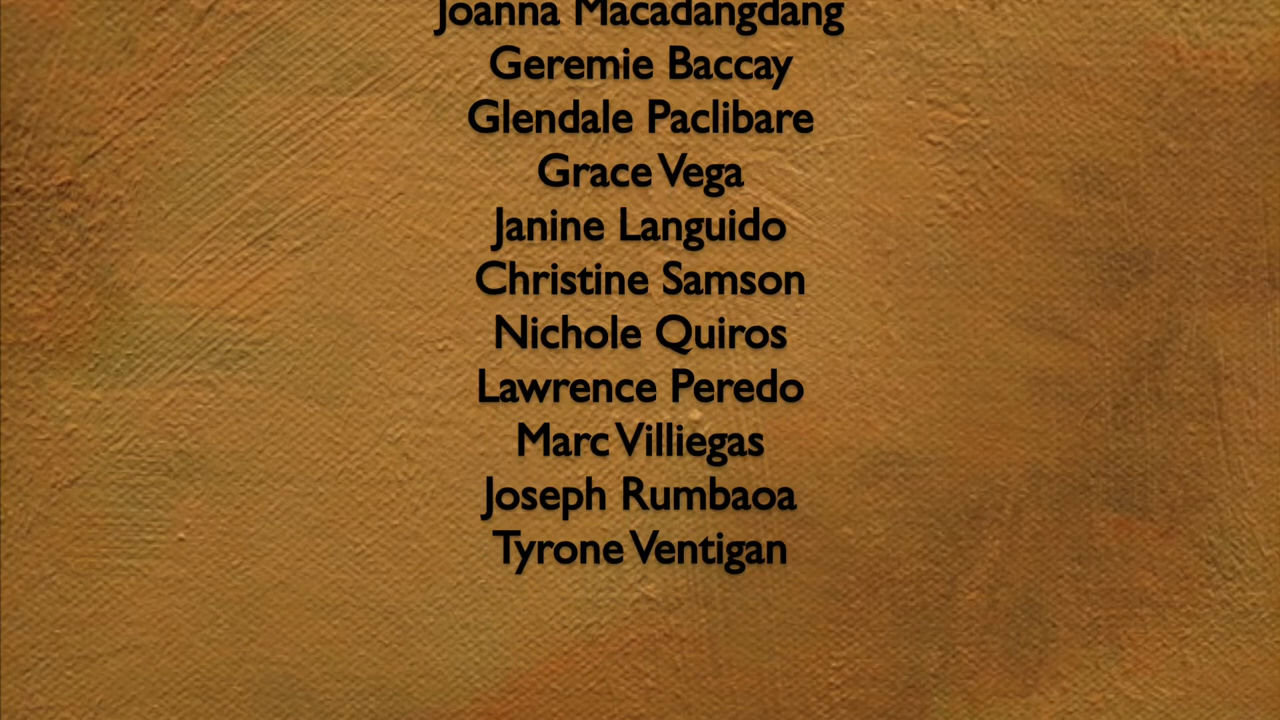 Joanna Macadangdang
Geremie Baccay
Glendale Paclibare
Grace Vega
Janine Languido
Christine Samson
Nichole Quiros
Lawrence Peredo
Marc Villiegas
Joseph Rumbaoa
Tyrone Ventigan